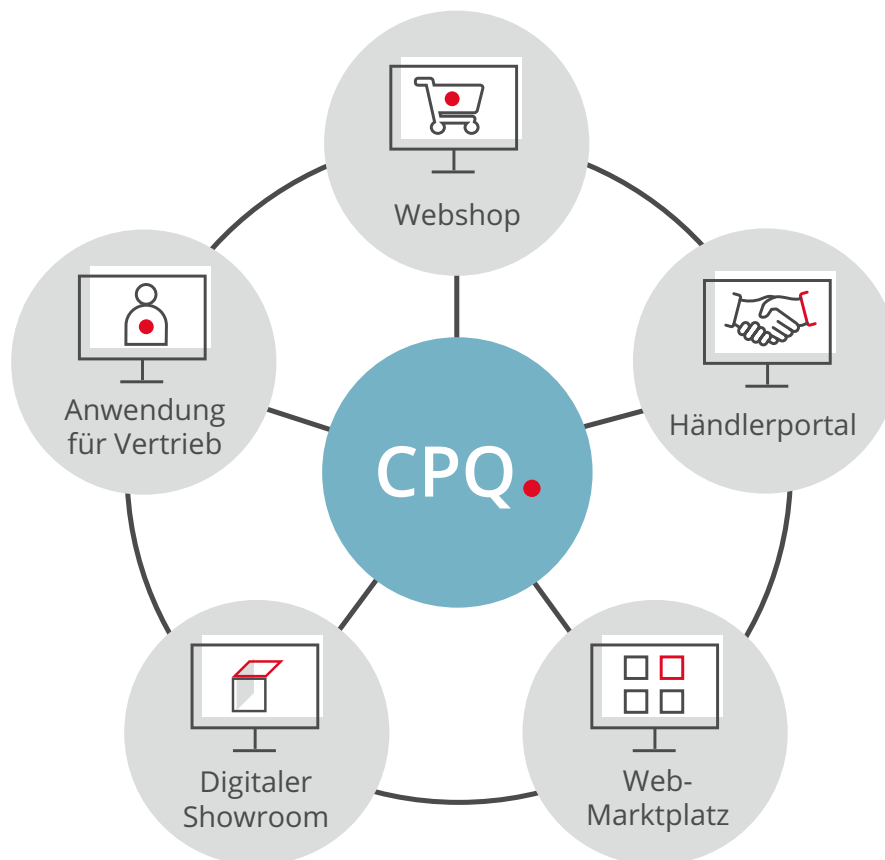 Webshop
Händlerportal
Anwendung
für Vertrieb
CPQ.
Digitaler
Showroom
Web-
Marktplatz